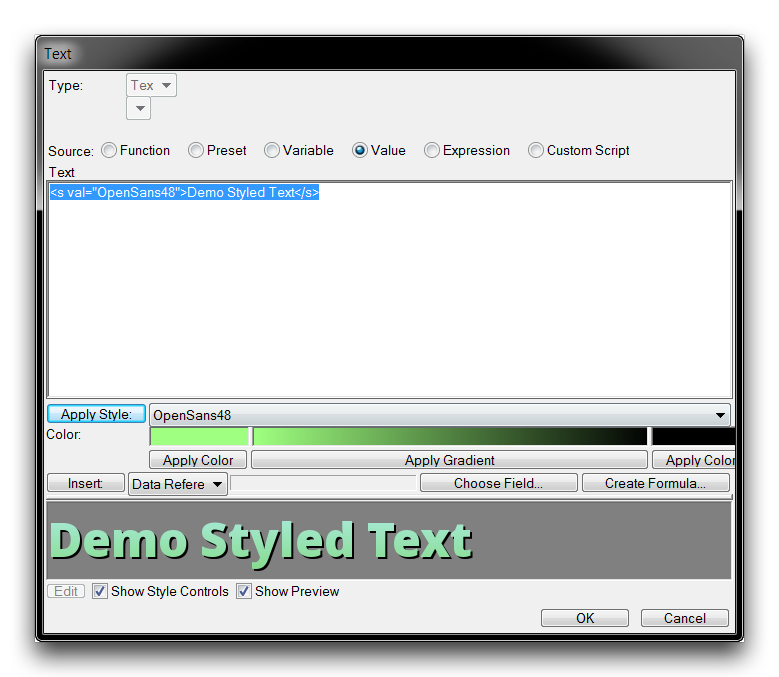 Text
Type: Tex
Source: Function Preset Variable Value Expression Custom Script
Text
<s val="OpenSans48">Demo Styled Text</s>
Apply Style: OpenSans48
Color:
Apply Color Apply Gradient Apply Color
Insert Data Refere Choose Field... Create Formula...
Demo Styled Text
Edit Show Style Controls Show Preview
OK Cancel